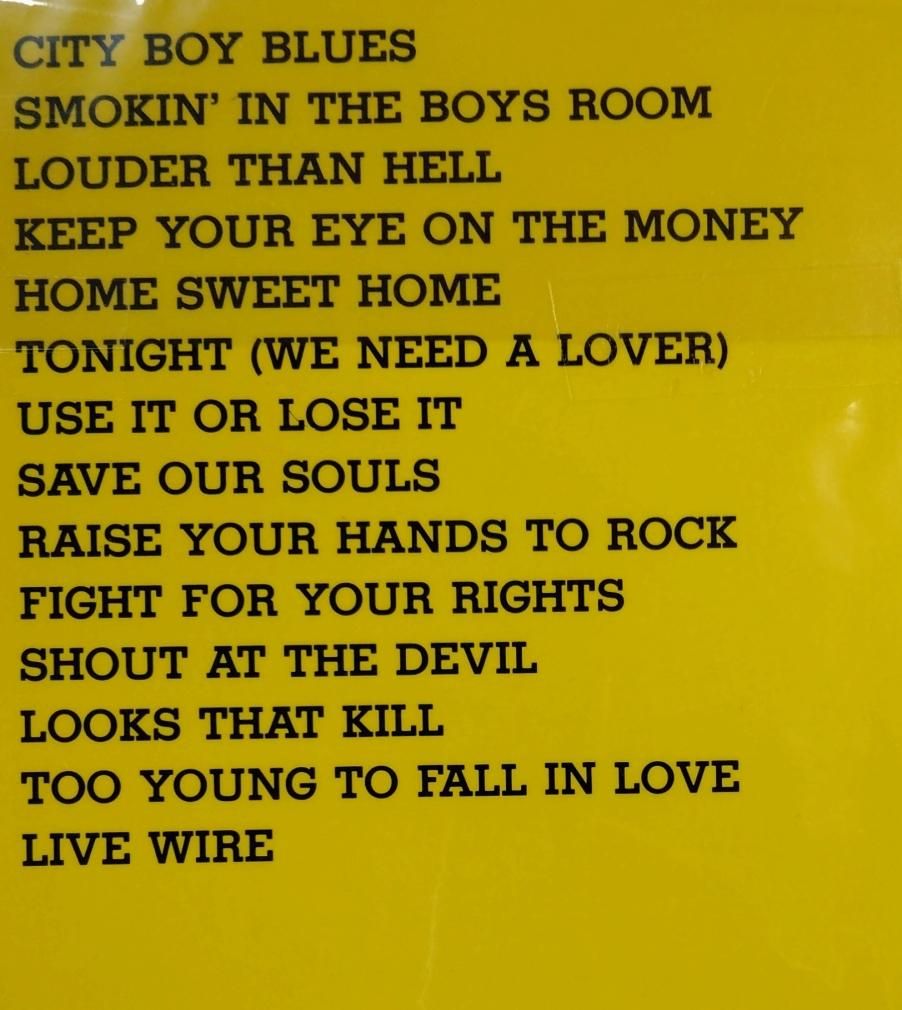 CITY BOY BLUES
SMOKIN' IN THE BOYS ROOM
LOUDER THAN HELL
KEEP YOUR EYE ON THE MONEY
HOME SWEET HOME
TONIGHT (WE NEED A LOVER)
USE IT OR LOSE IT
SAVE OUR SOULS
RAISE YOUR HANDS TO ROCK
FIGHT FOR YOUR RIGHTS
SHOUT AT THE DEVIL
LOOKS THAT KILL
TOO YOUNG TO FALL IN LOVE
LIVE WIRE